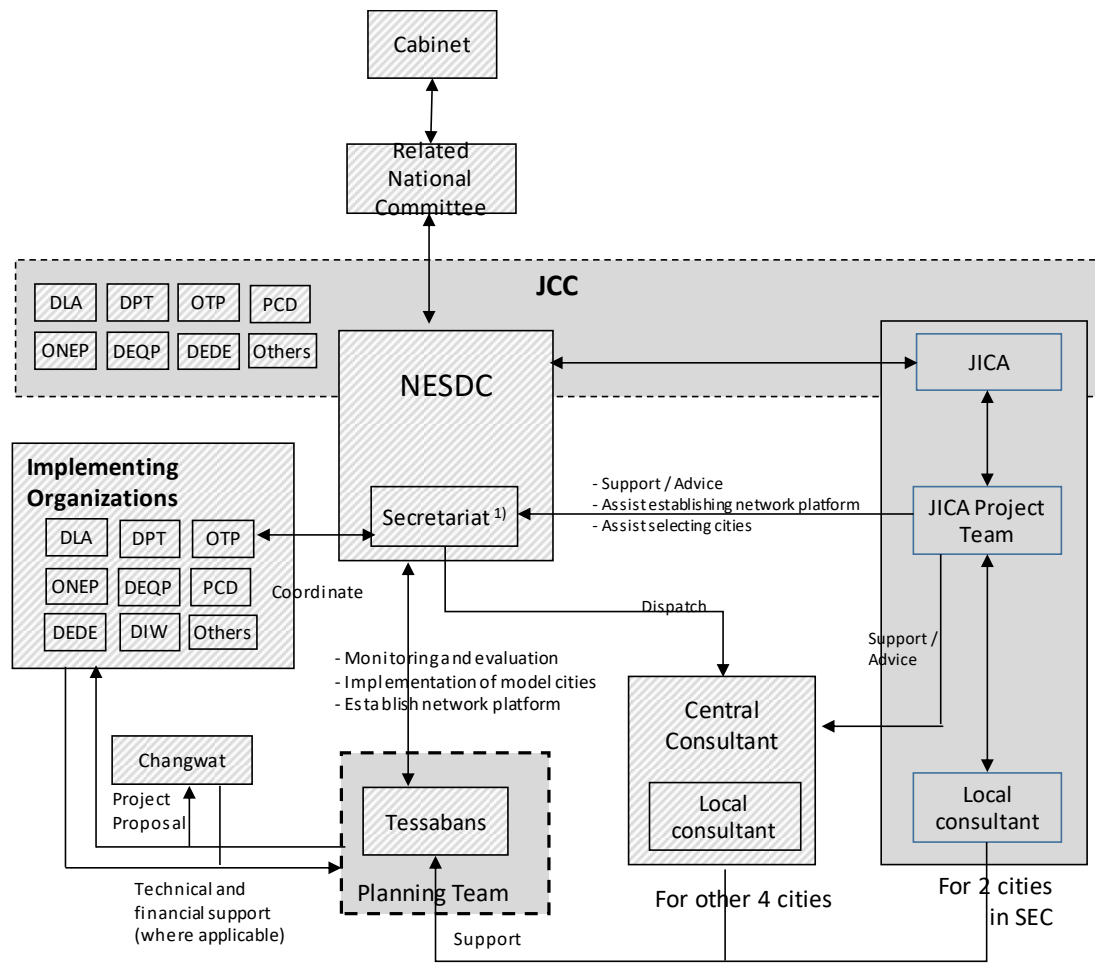 Cabinet
Related
National
Committee
JCC
DLA
DPT
OTP
PCD
ONEP
DEQP
DEDE
Others
NESDC
JICA
Implementing
Organizations
DLA
DPT
OTP
ONEP
DEQP
PCD
DEDE
DIW
Others
Secretariat 1)
- Support / Advice
- Assist establishing network platform
- Assist selecting cities
JICA Project
Team
Coordinate
Dispatch
Support /
Advice
- Monitoring and evaluation
- Implementation of model cities
- Establish network platform
Central
Consultant
Local
consultant
Local
consultant
Changwat
Project
Proposal
Tessabans
Planning Team
Technical and
financial support
(where applicable)
Support
For other 4 cities
For 2 cities
in SEC